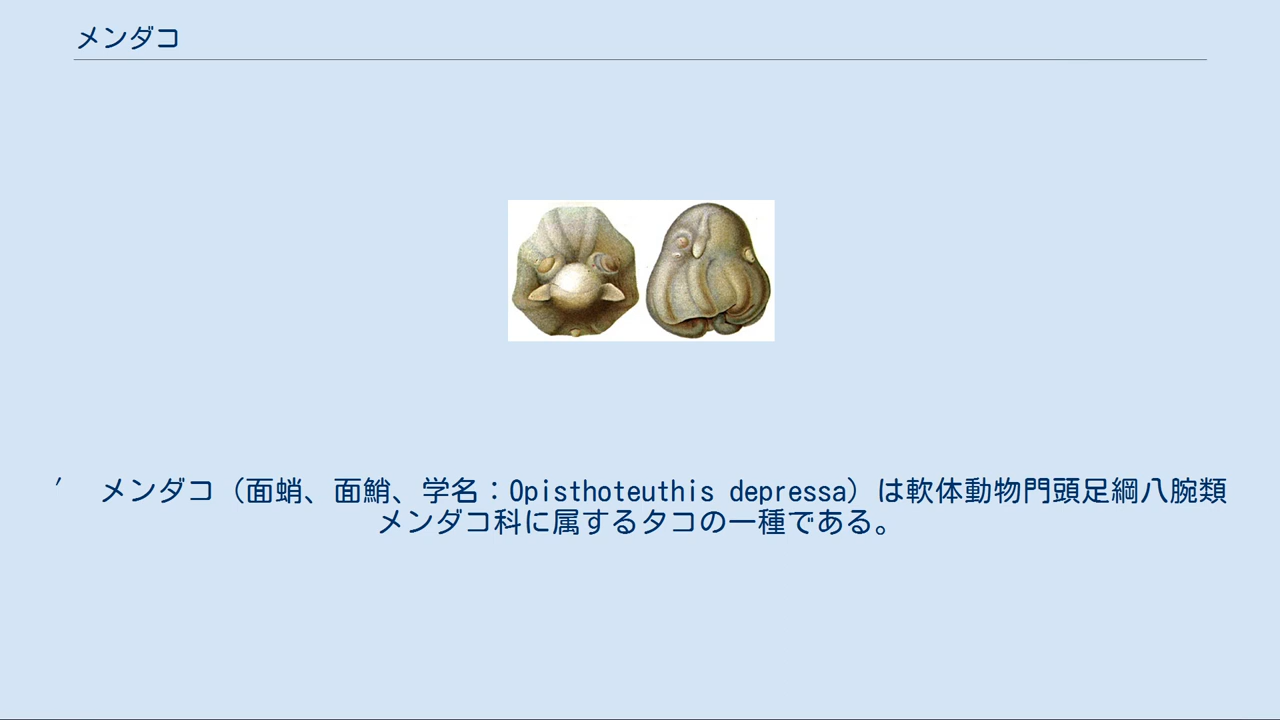 メンダコ
′　メンダコ（面蛸、面鮹、学名：Opisthoteuthis depressa）は軟体動物門頭足綱八腕類
メンダコ科に属するタコの一種である。